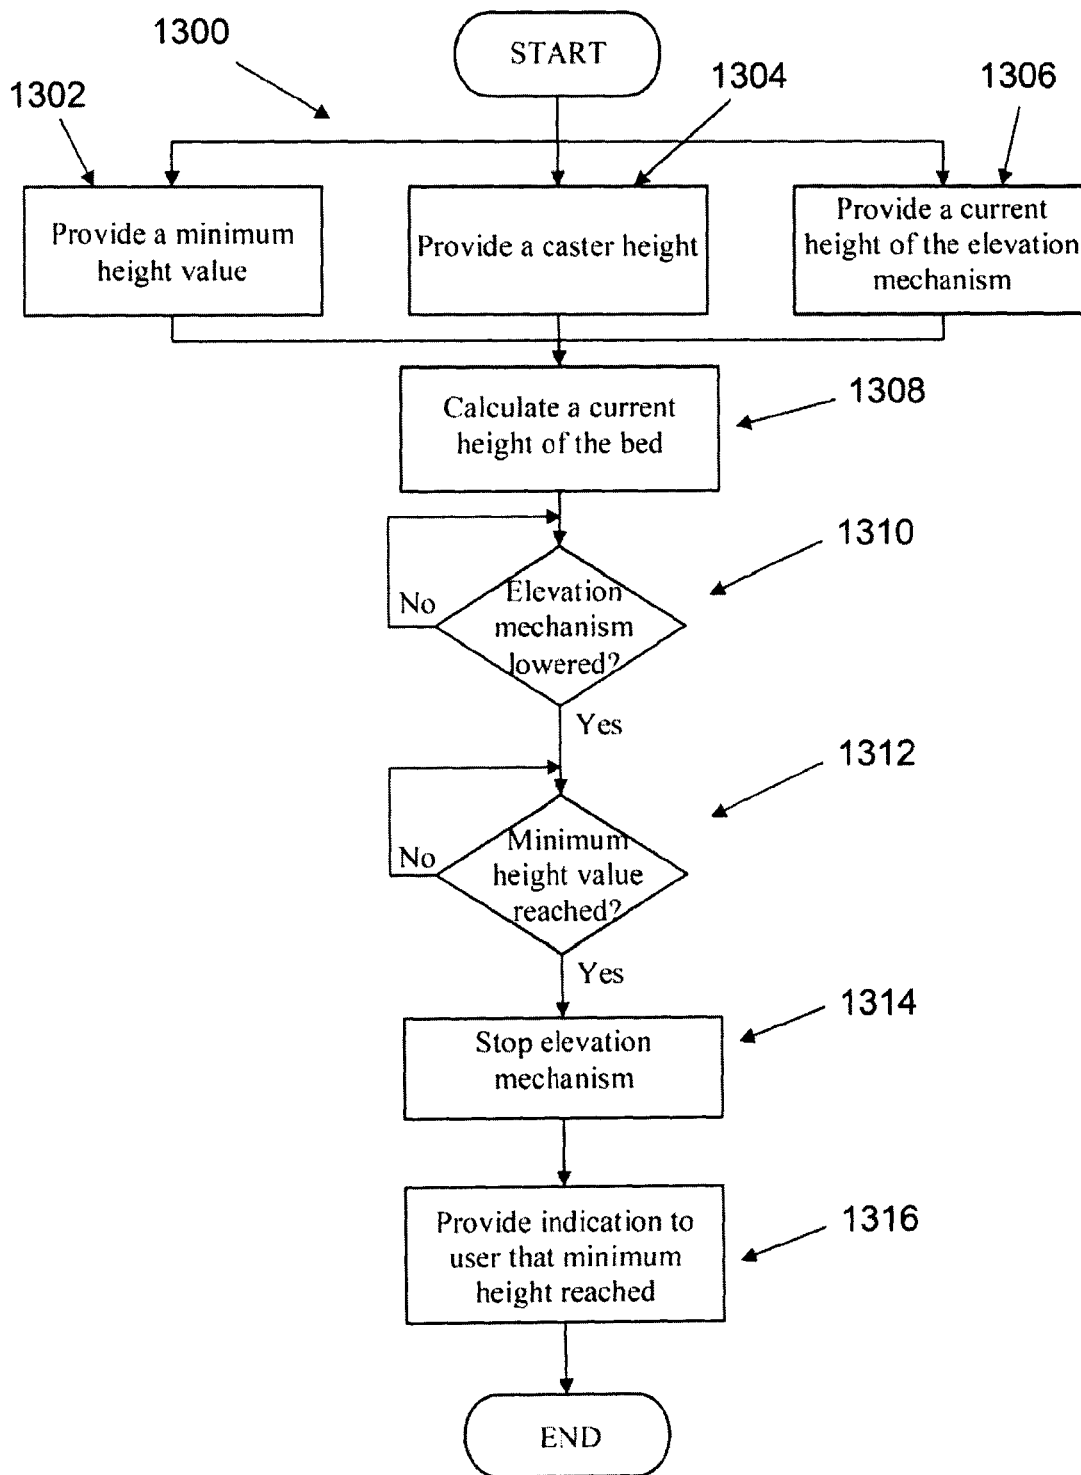 1300
START
1302
1304
1306
Provide a minimum
height value
Provide a caster height
Provide a current
height of the elevation
mechanism
Calculate a current
height of the bed
1308
Elevation
mechanism
lowered?
No
1310
Yes
Minimum
height value
reached?
No
1312
Yes
Stop elevation
mechanism
1314
Provide indication to
user that minimum
height reached
1316
END